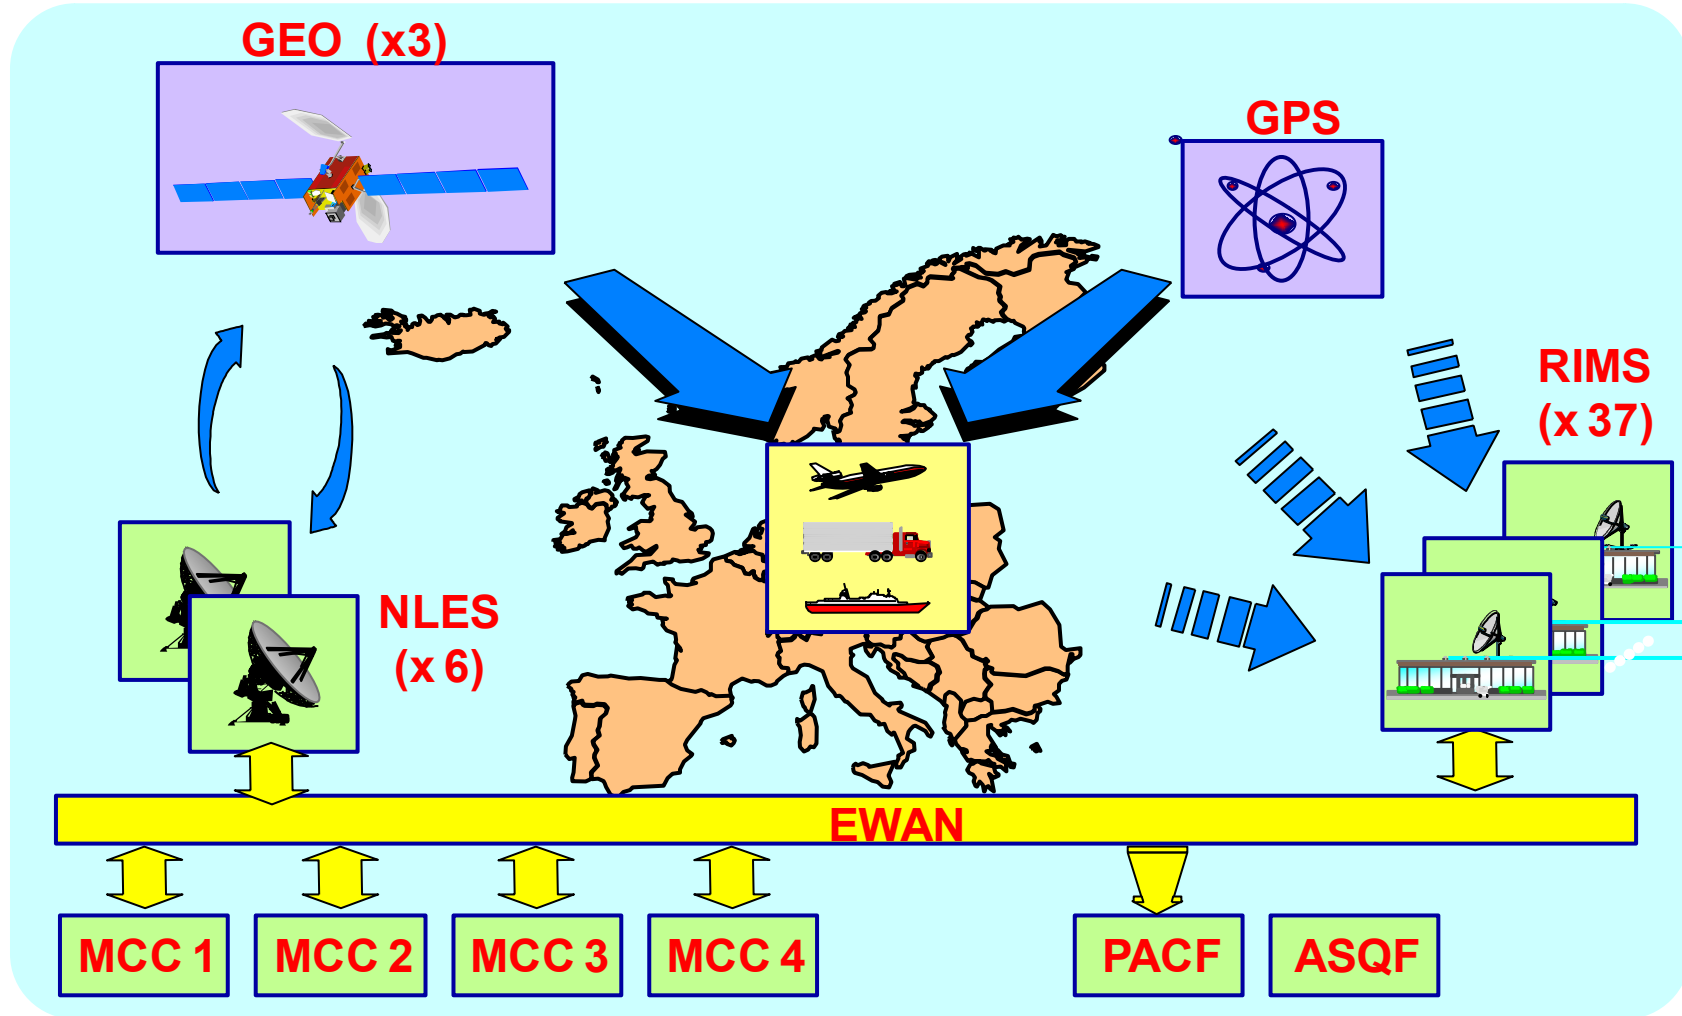 GEO (x3)
GPS
RIMS
(x 37)
NLES
(x 6)
EWAN
MCC 1
MCC 2
MCC 3
MCC 4
PACF
ASQF